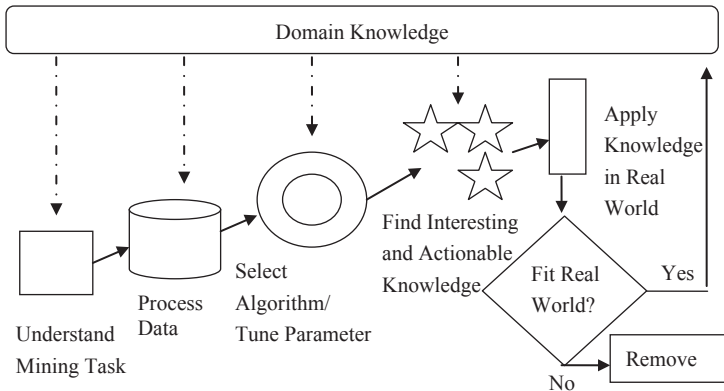 Domain Knowledge
Understand
Mining Task
Process
Data
Select
Algorithm/
Tune Parameter
Find Interesting
and Actionable
Knowledge
Apply
Knowledge
in Real
World
Fit Real
World?
Yes
No
Remove